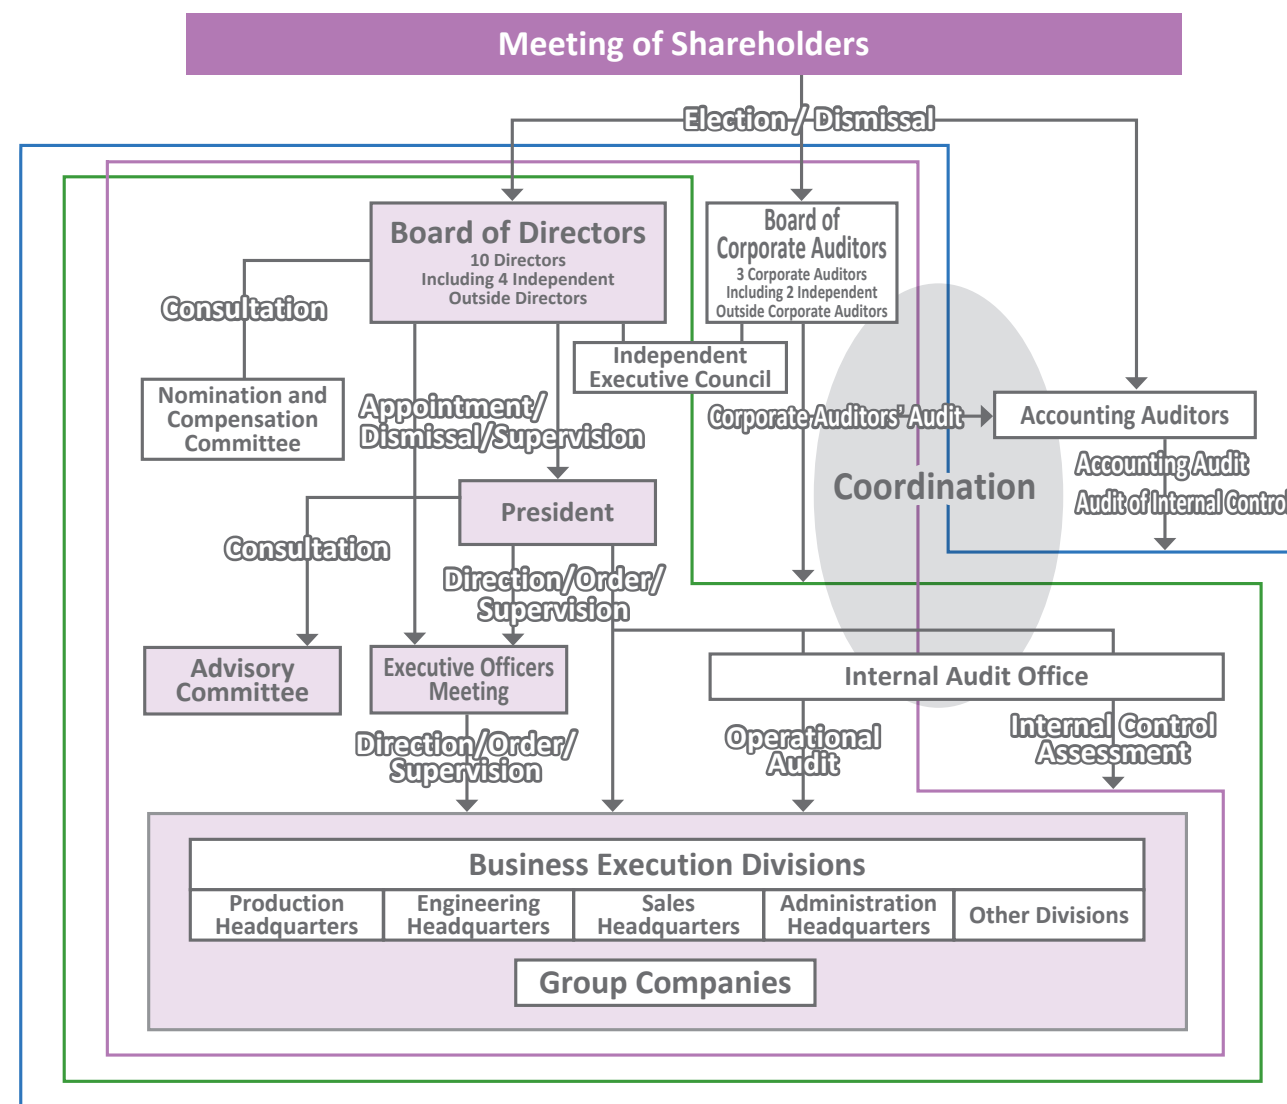 Meeting of Shareholders
Election / Dismissal
Board of Directors
10 Directors
Including 4 Independent
Outside Directors
Board of
Corporate Auditors
3 Corporate Auditors
Including 2 Independent
Outside Corporate Auditors
Consultation
Independent
Executive Council
Nomination and
Compensation
Committee
Appointment/
Dismissal/Supervision
Corporate Auditors' Audit
Accounting Auditors
Accounting Audit
Audit of Internal Control
Coordination
President
Consultation
Direction/Order/
Supervision
Advisory
Committee
Executive Officers
Meeting
Internal Audit Office
Direction/Order/
Supervision
Operational
Audit
Internal Control
Assessment
Business Execution Divisions
Production
Headquarters
Engineering
Headquarters
Sales
Headquarters
Administration
Headquarters
Other Divisions
Group Companies